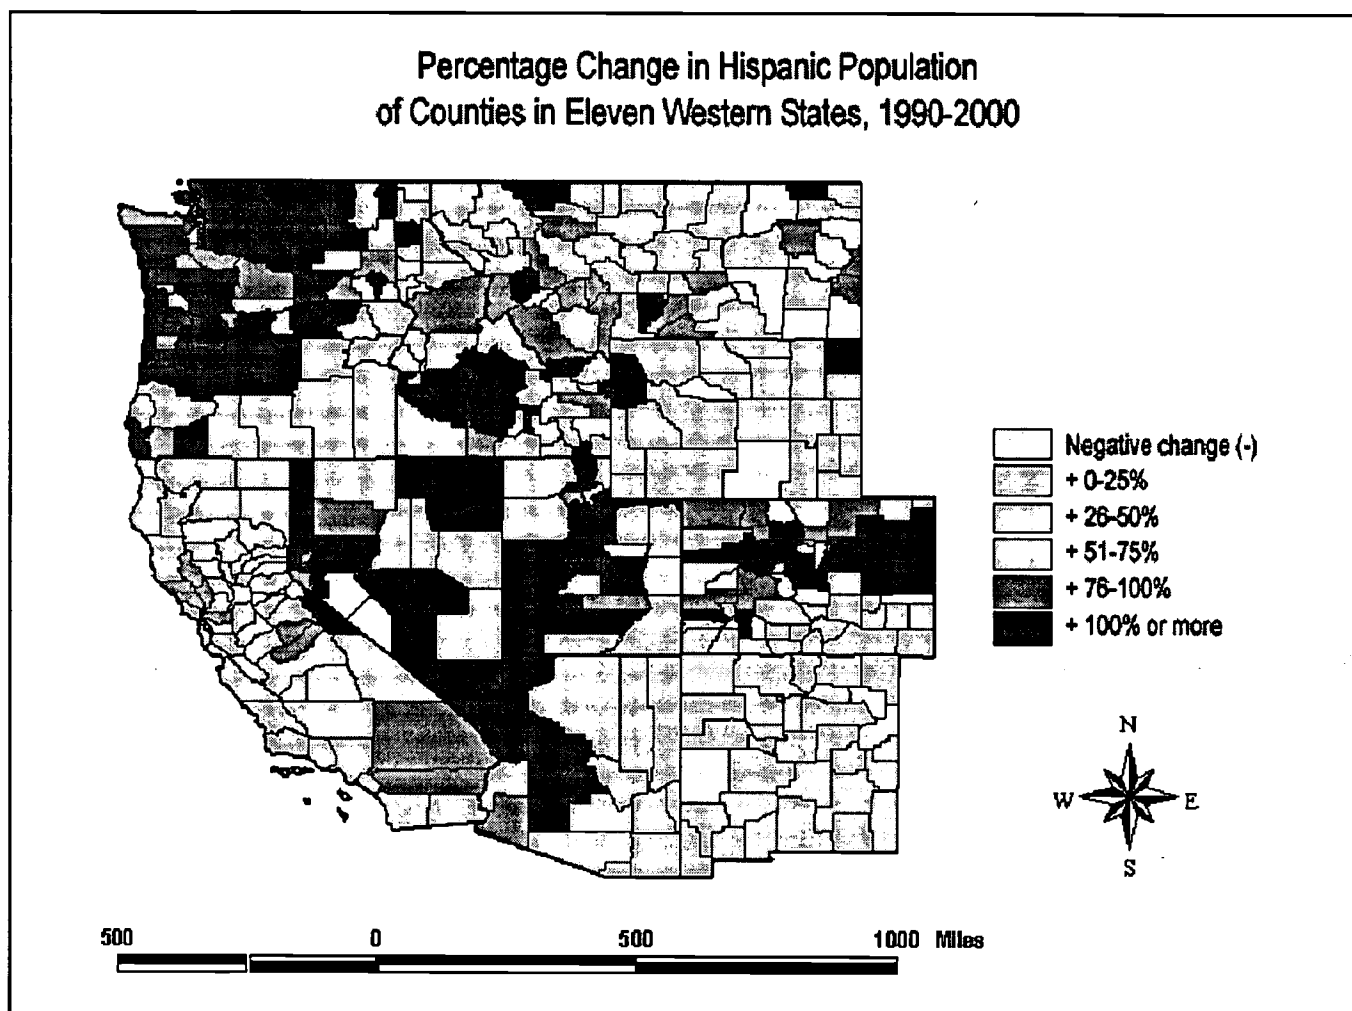 Percentage Change in Hispanic Population
of Counties in Eleven Western States, 1990-2000
Negative change (-)
+ 0-25%
+ 26-50%
+ 51-75%
+ 76-100%
+ 100% or more
N
W E
S
500 0 500 1000 Miles